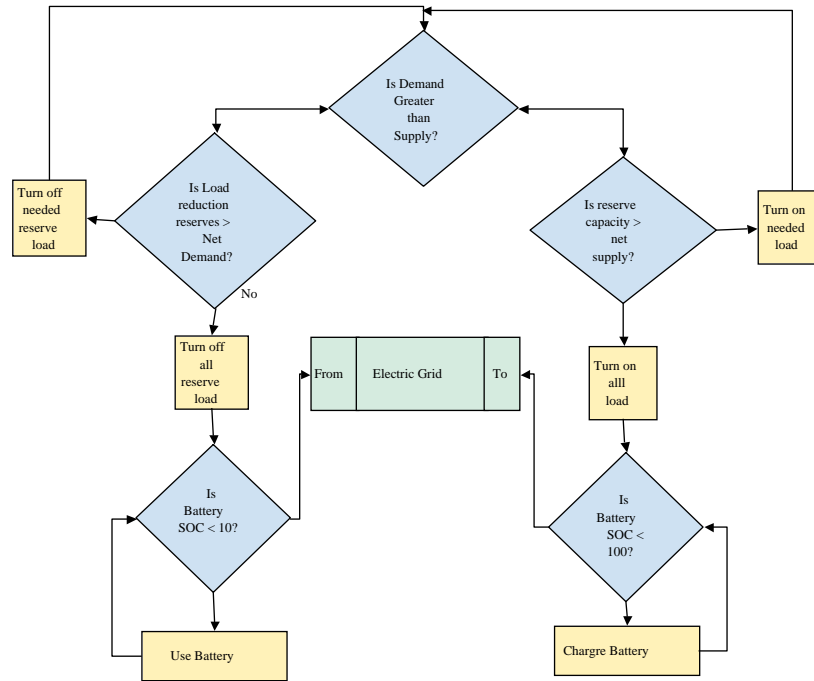 Is Demand
Greater
than
Supply?
Is Load
reduction
reserves >
Net
Demand?
Is reserve
capacity >
net
supply?
Turn off
needed
reserve
load
Turn on
needed
load
No
Turn off
all
reserve
load
From
Electric Grid
To
Turn on
alll
load
Is
Battery
SOC < 10?
Is
Battery
SOC <
100?
Use Battery
Chargre Battery